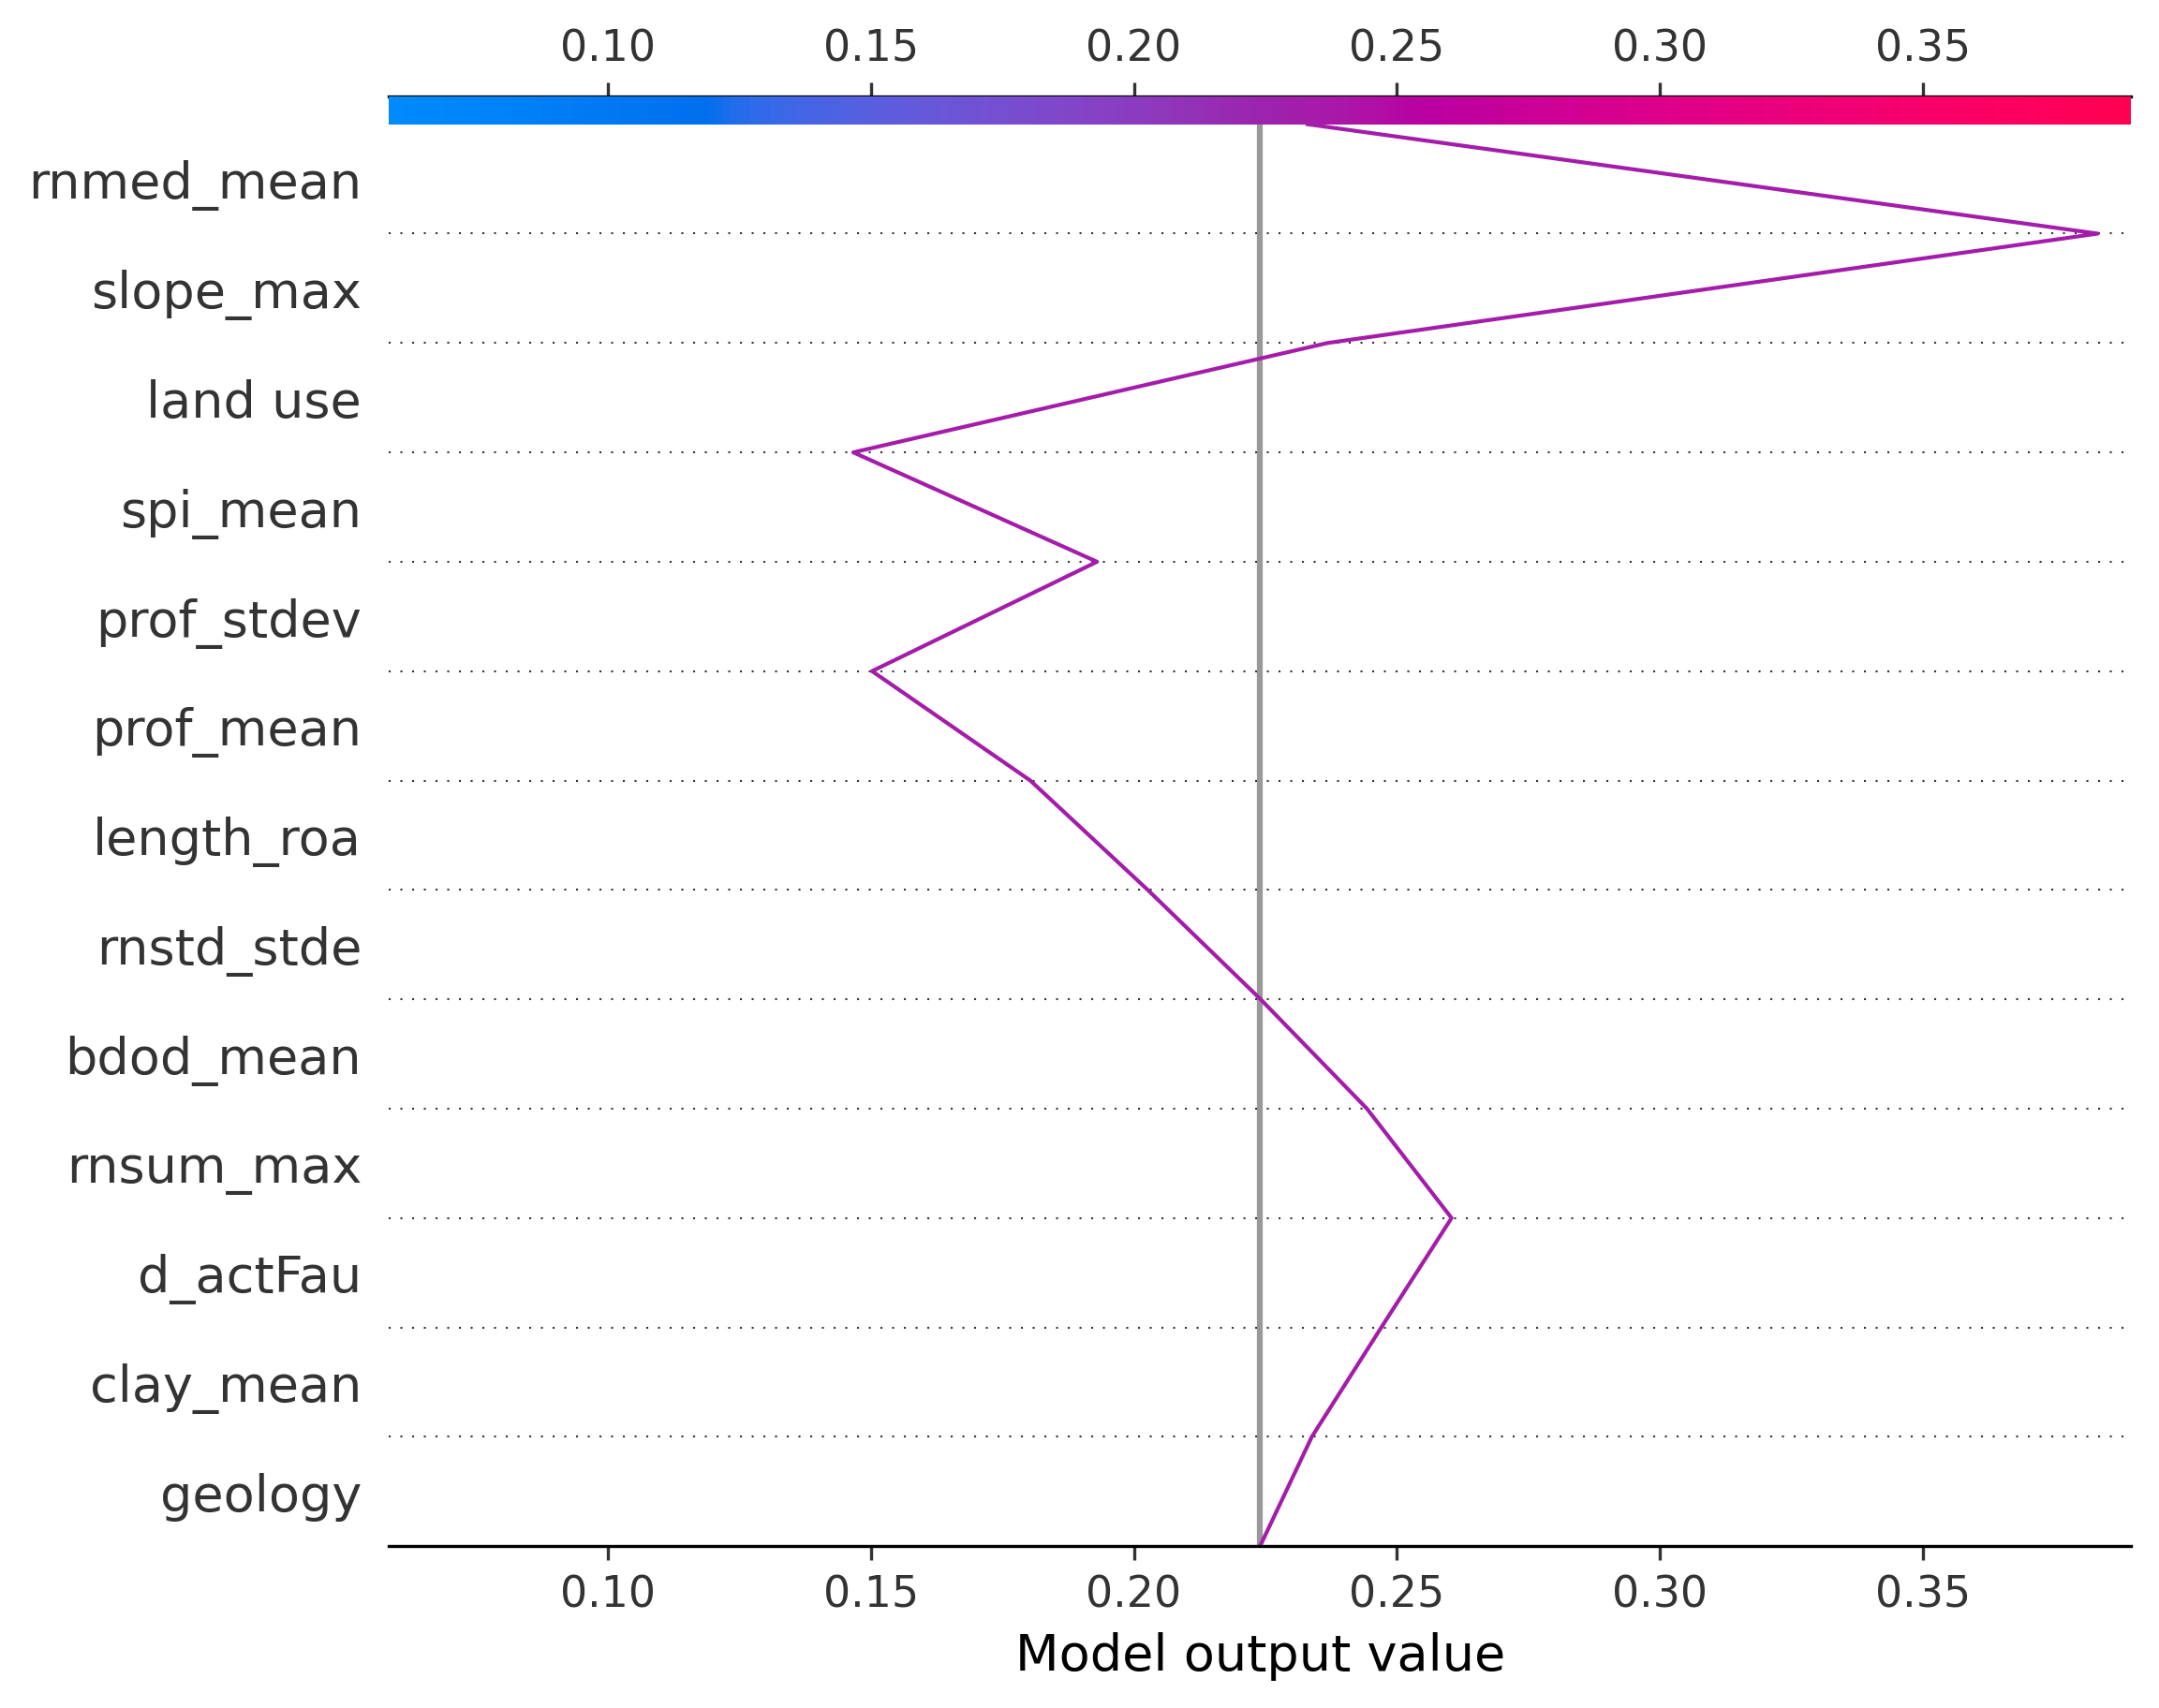 0.10 0.15 0.20 0.25 0.30 0.35
rnmed_mean
slope_max
land use
spi_mean
prof_stdev
prof_mean
length_roa
rnstd_stde
bdod_mean
rnsum_max
d_actFau
clay_mean
geology
0.10 0.15 0.20 0.25 0.30 0.35
Model output value